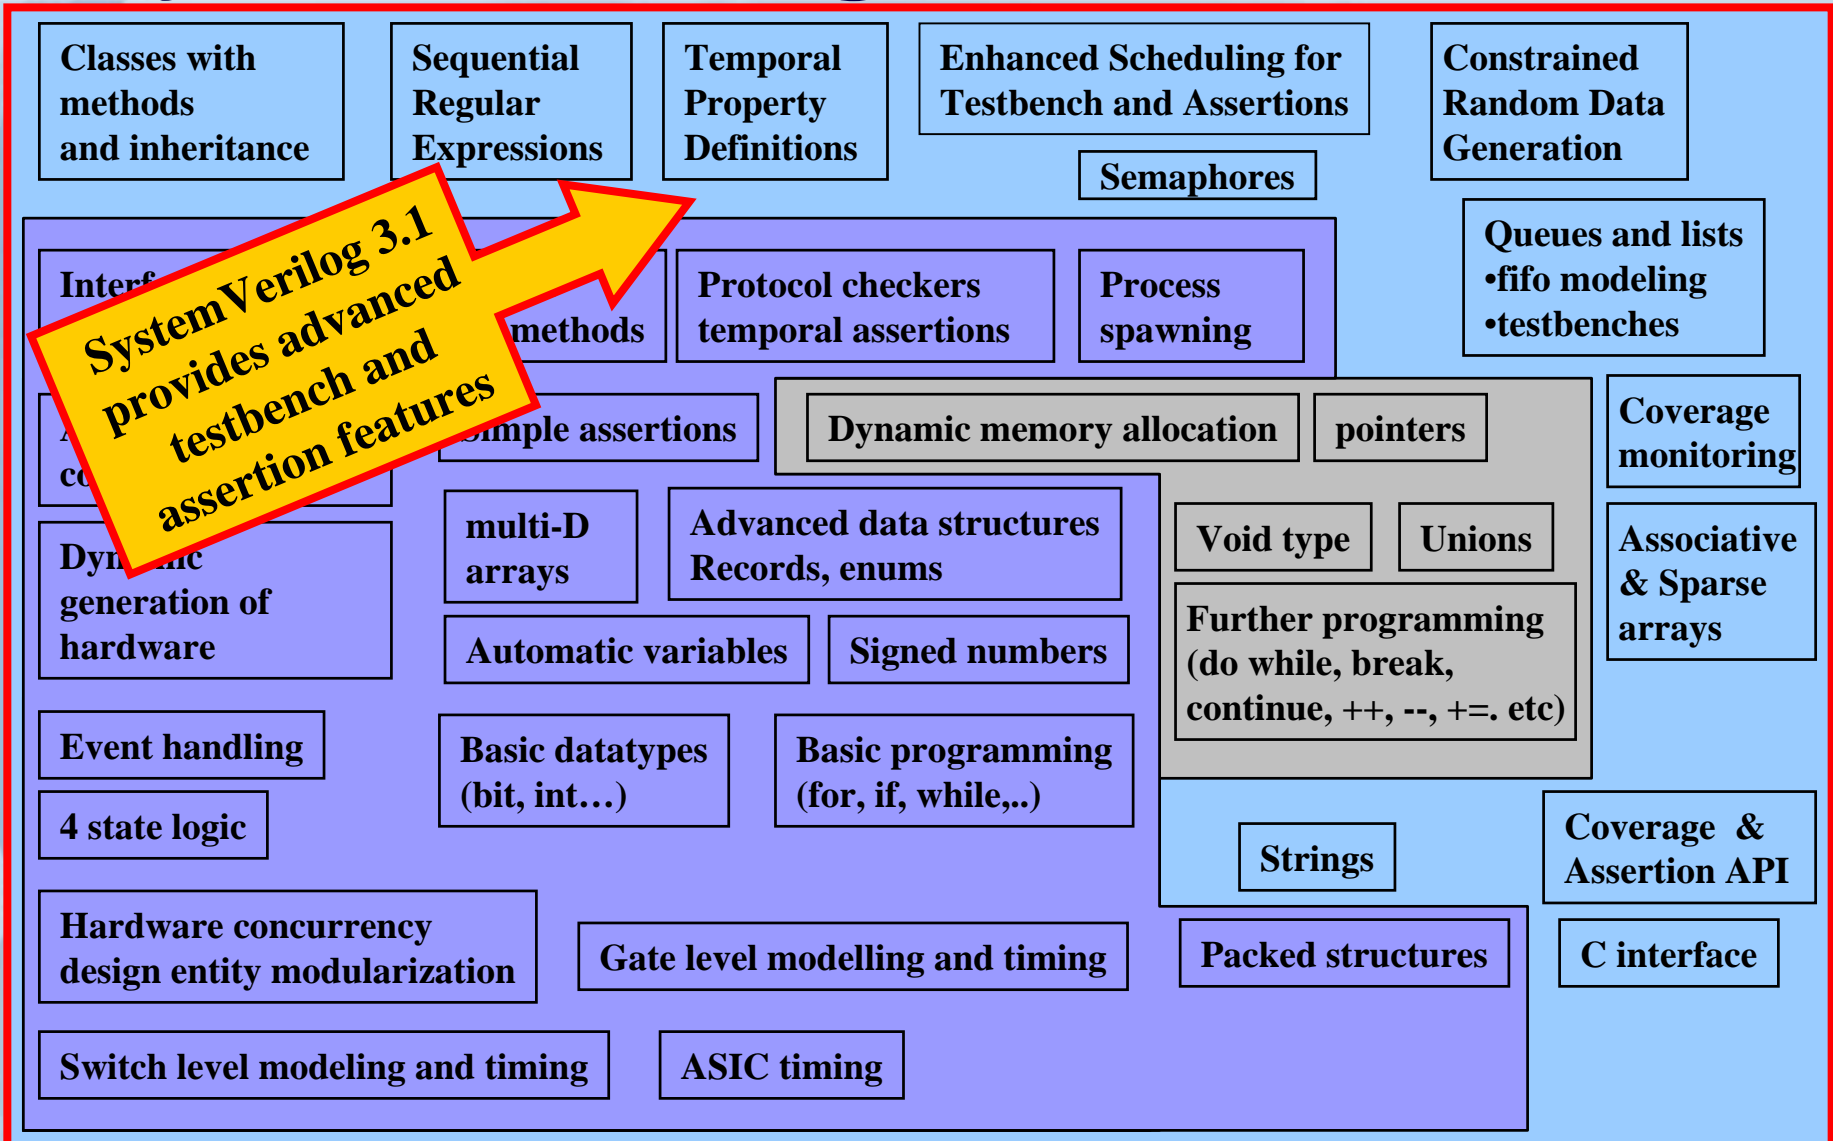 Classes with
methods
and inheritance
Sequential
Regular
Expressions
Temporal
Property
Definitions
Enhanced Scheduling for
Testbench and Assertions
Constrained
Random Data
Generation
Semaphores
Queues and lists
•fifo modeling
•testbenches
SystemVerilog 3.1
provides advanced
testbench and
assertion features
methods
Protocol checkers
temporal assertions
Process
spawning
Simple assertions
Dynamic memory allocation
pointers
Coverage
monitoring
Dynamic
generation of
hardware
multi-D
arrays
Advanced data structures
Records, enums
Void type
Unions
Associative
& Sparse
arrays
Automatic variables
Signed numbers
Further programming
(do while, break,
continue, ++, --, +=. etc)
Event handling
Basic datatypes
(bit, int…)
Basic programming
(for, if, while,..)
4 state logic
Strings
Coverage &
Assertion API
Hardware concurrency
design entity modularization
Gate level modelling and timing
Packed structures
C interface
Switch level modeling and timing
ASIC timing